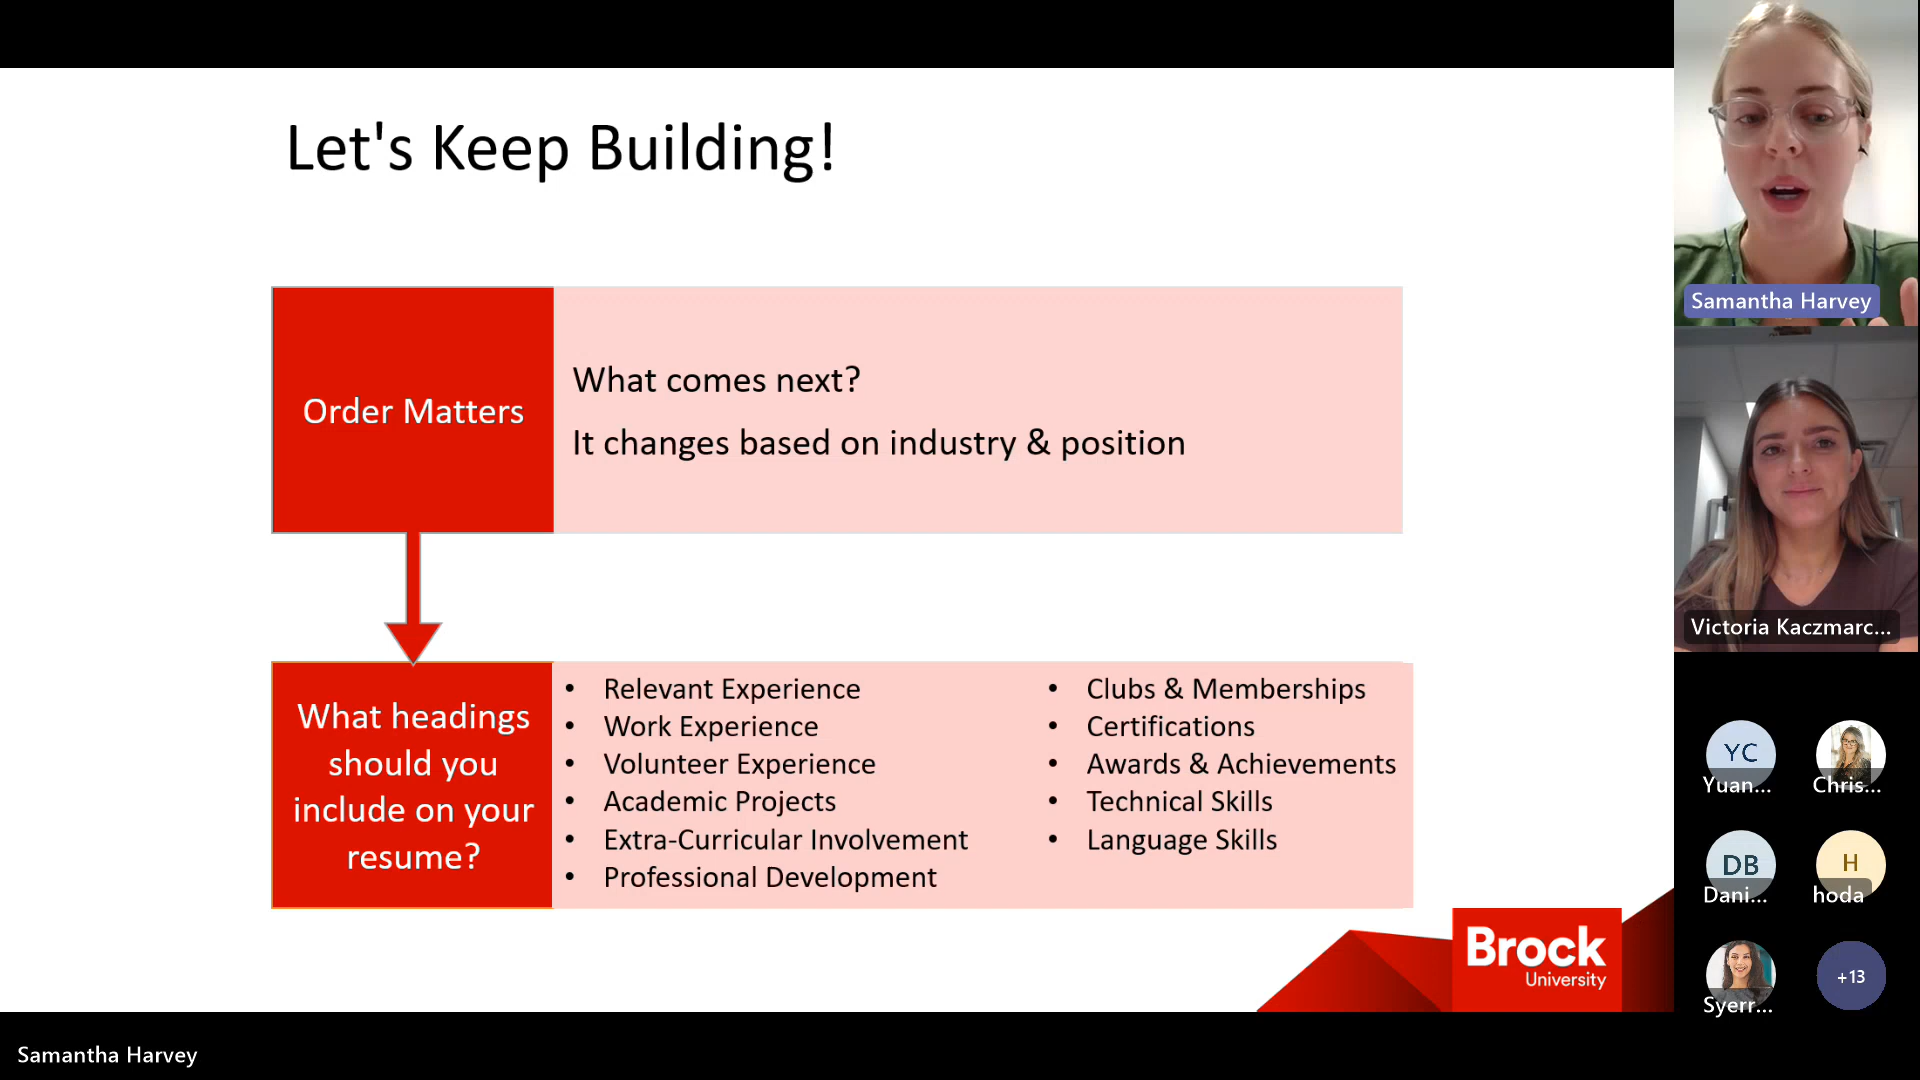 Let's Keep Building!
Order Matters
What comes next?
It changes based on industry & position
What headings
should you
include on your
resume?
• Relevant Experience
• Work Experience
• Volunteer Experience
• Academic Projects
• Extra-Curricular Involvement
• Professional Development
• Clubs & Memberships
• Certifications
• Awards & Achievements
• Technical Skills
• Language Skills
Brock
University
Samantha Harvey
Victoria Kaczmarc...
YC
Yuan...
Chris...
DB
Dani...
H
hoda
Syerr...
+13
Samantha Harvey